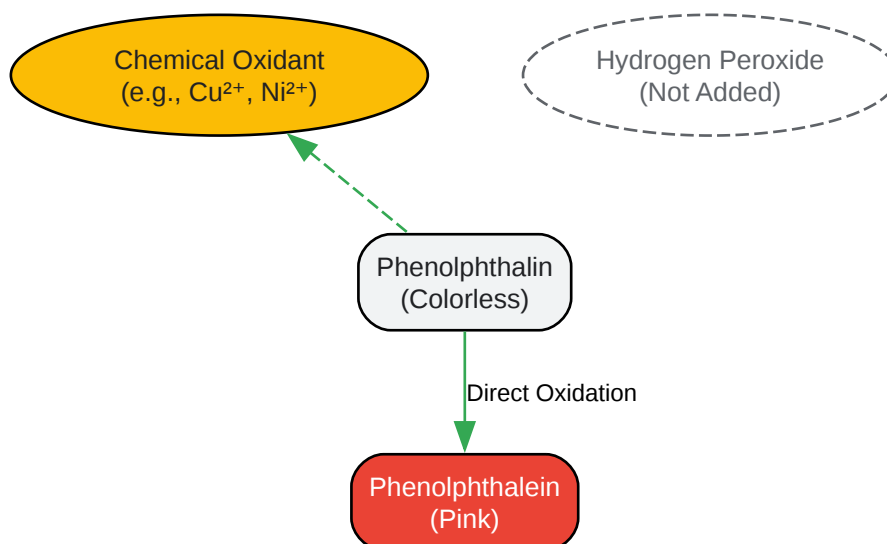 Chemical Oxidant
(e.g., Cu²⁺, Ni²⁺)
Hydrogen Peroxide
(Not Added)
Phenolphthalin
(Colorless)
Direct Oxidation
Phenolphthalein
(Pink)